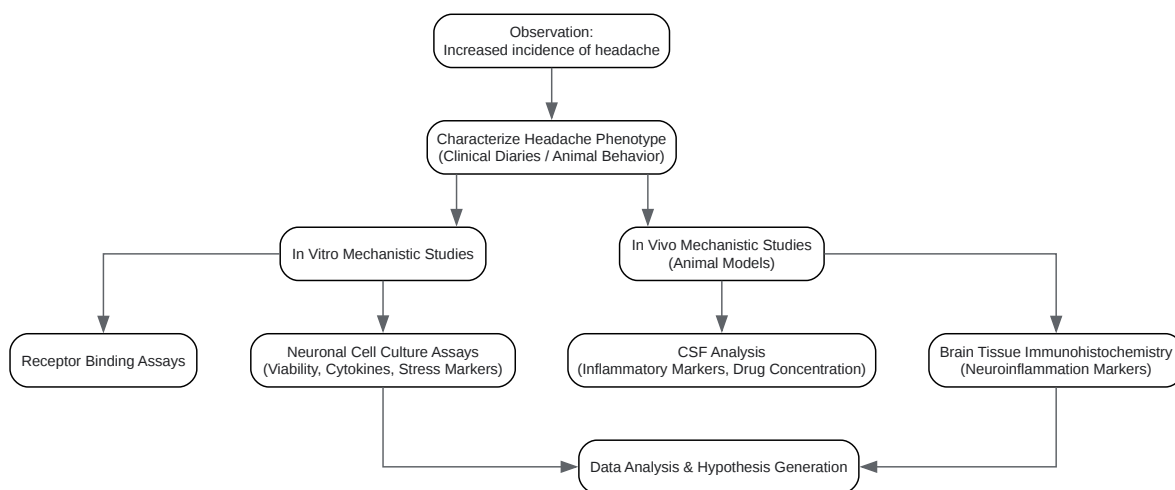 Observation:
Increased incidence of headache
Characterize Headache Phenotype
(Clinical Diaries / Animal Behavior)
In Vitro Mechanistic Studies
In Vivo Mechanistic Studies
(Animal Models)
Receptor Binding Assays
Neuronal Cell Culture Assays
(Viability, Cytokines, Stress Markers)
CSF Analysis
(Inflammatory Markers, Drug Concentration)
Brain Tissue Immunohistochemistry
(Neuroinflammation Markers)
Data Analysis & Hypothesis Generation